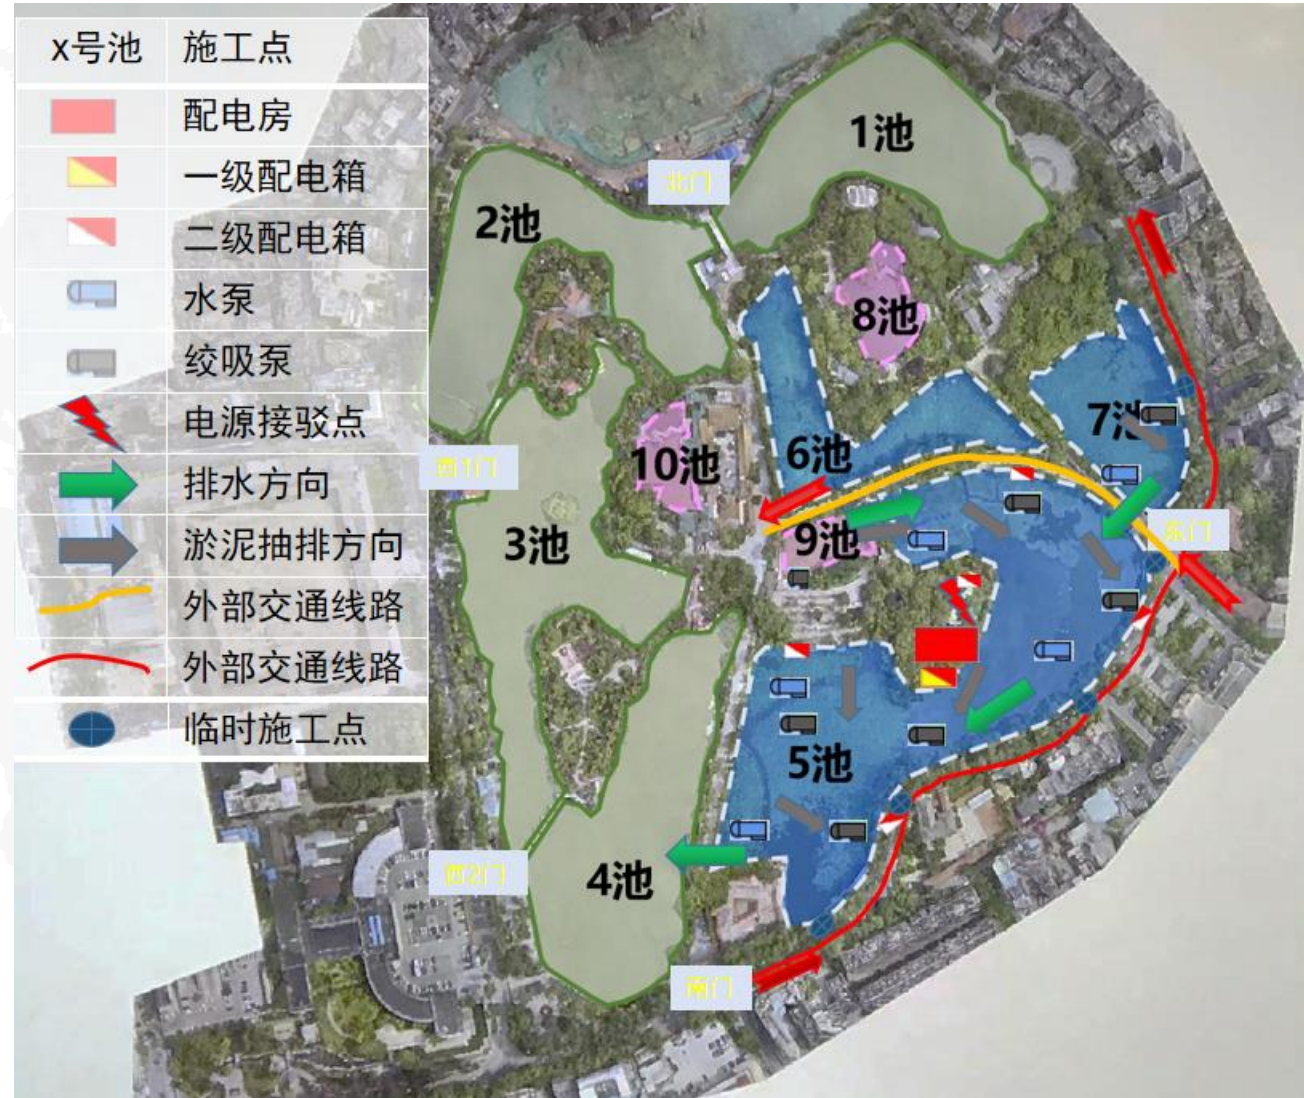 x号池 施工点
配电房
一级配电箱
二级配电箱
水泵
绞吸泵
电源接驳点
排水方向
淤泥抽排方向
外部交通线路
外部交通线路
临时施工点
1池
北门
2池
8池
7池
6池
西1门
10池
9池
东门
3池
5池
西2门
4池
南门